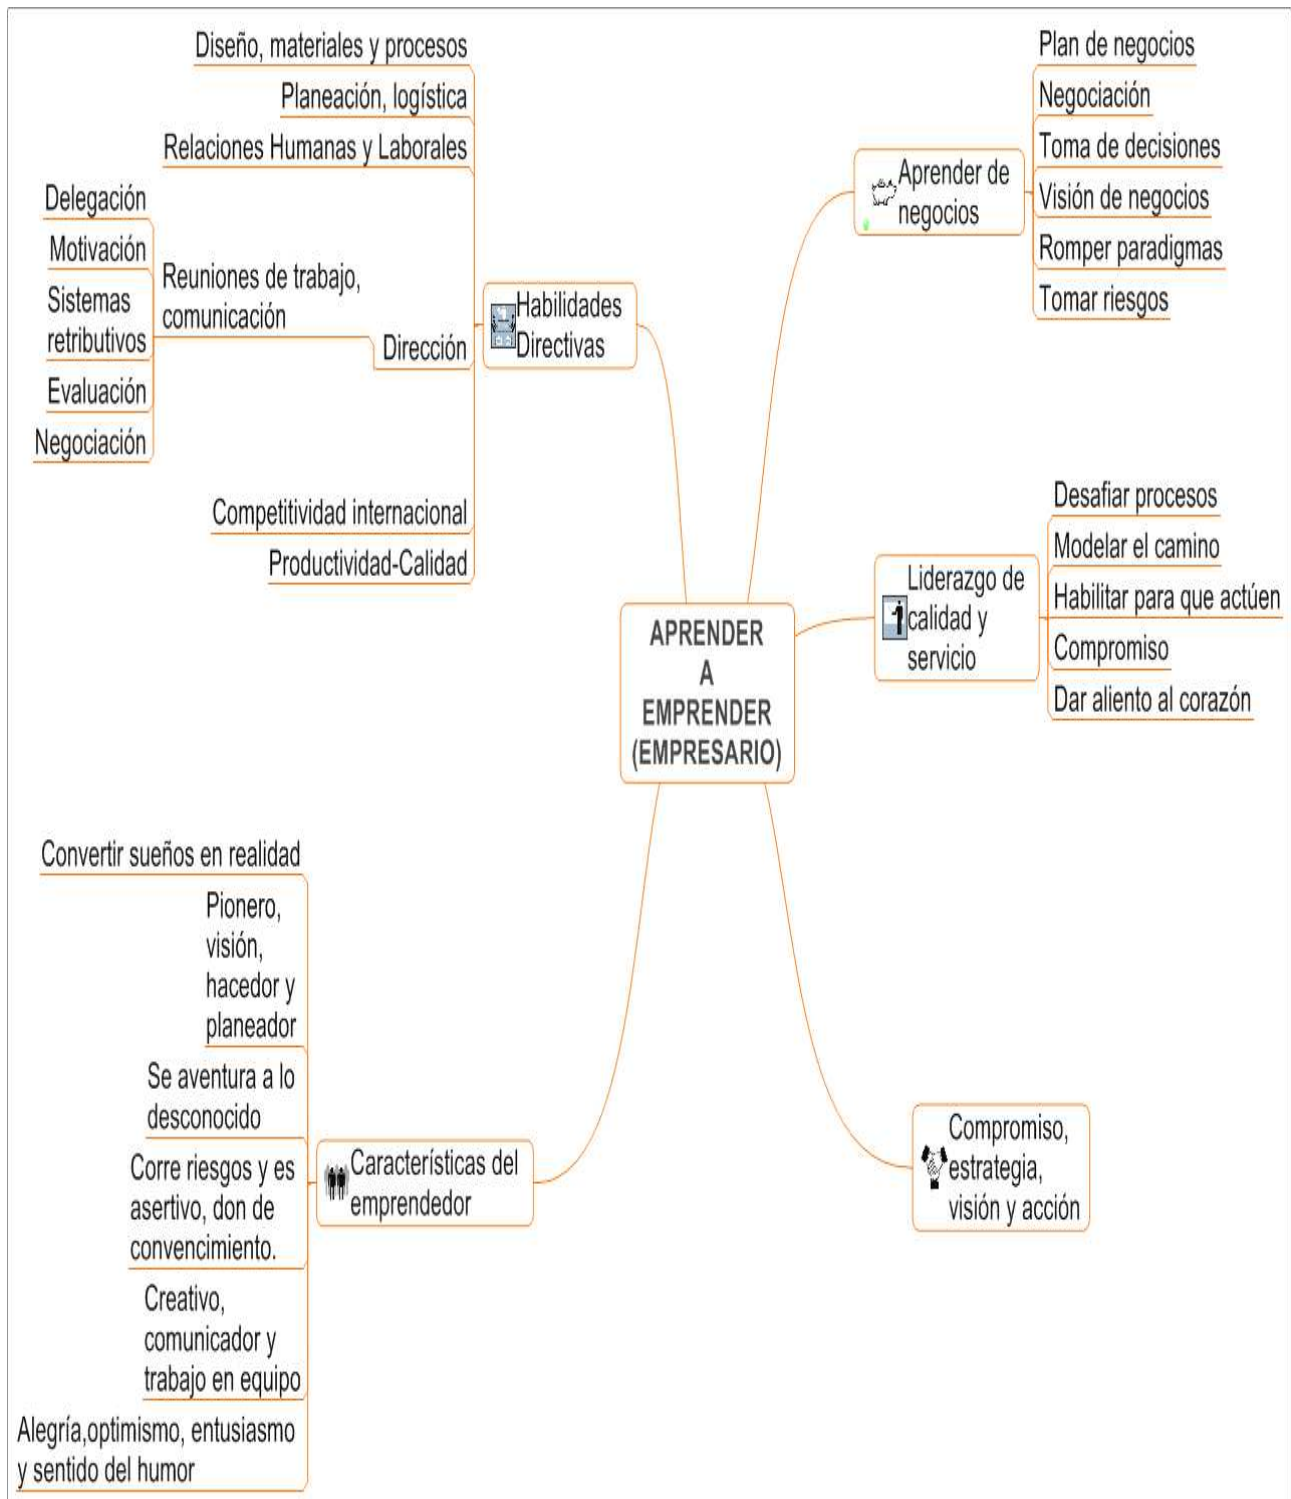 Diseño, materiales y procesos
Planeación, logística
Relaciones Humanas y Laborales
Delegación
Motivación
Sistemas
retributivos
Evaluación
Negociación
Reuniones de trabajo,
comunicación
Dirección
Competitividad internacional
Productividad-Calidad
Habilidades
Directivas
Aprender de
negocios
Plan de negocios
Negociación
Toma de decisiones
Visión de negocios
Romper paradigmas
Tomar riesgos
Liderazgo de
calidad y
servicio
Desafiar procesos
Modelar el camino
Habilitar para que actúen
Compromiso
Dar aliento al corazón
APRENDER
A
EMPRENDER
(EMPRESARIO)
Convertir sueños en realidad
Pionero,
visión,
hacedor y
planeador
Se aventura a lo
desconocido
Corre riesgos y es
asertivo, don de
convencimiento.
Creativo,
comunicador y
trabajo en equipo
Alegría,optimismo, entusiasmo
y sentido del humor
Características del
emprendedor
Compromiso,
estrategia,
visión y acción